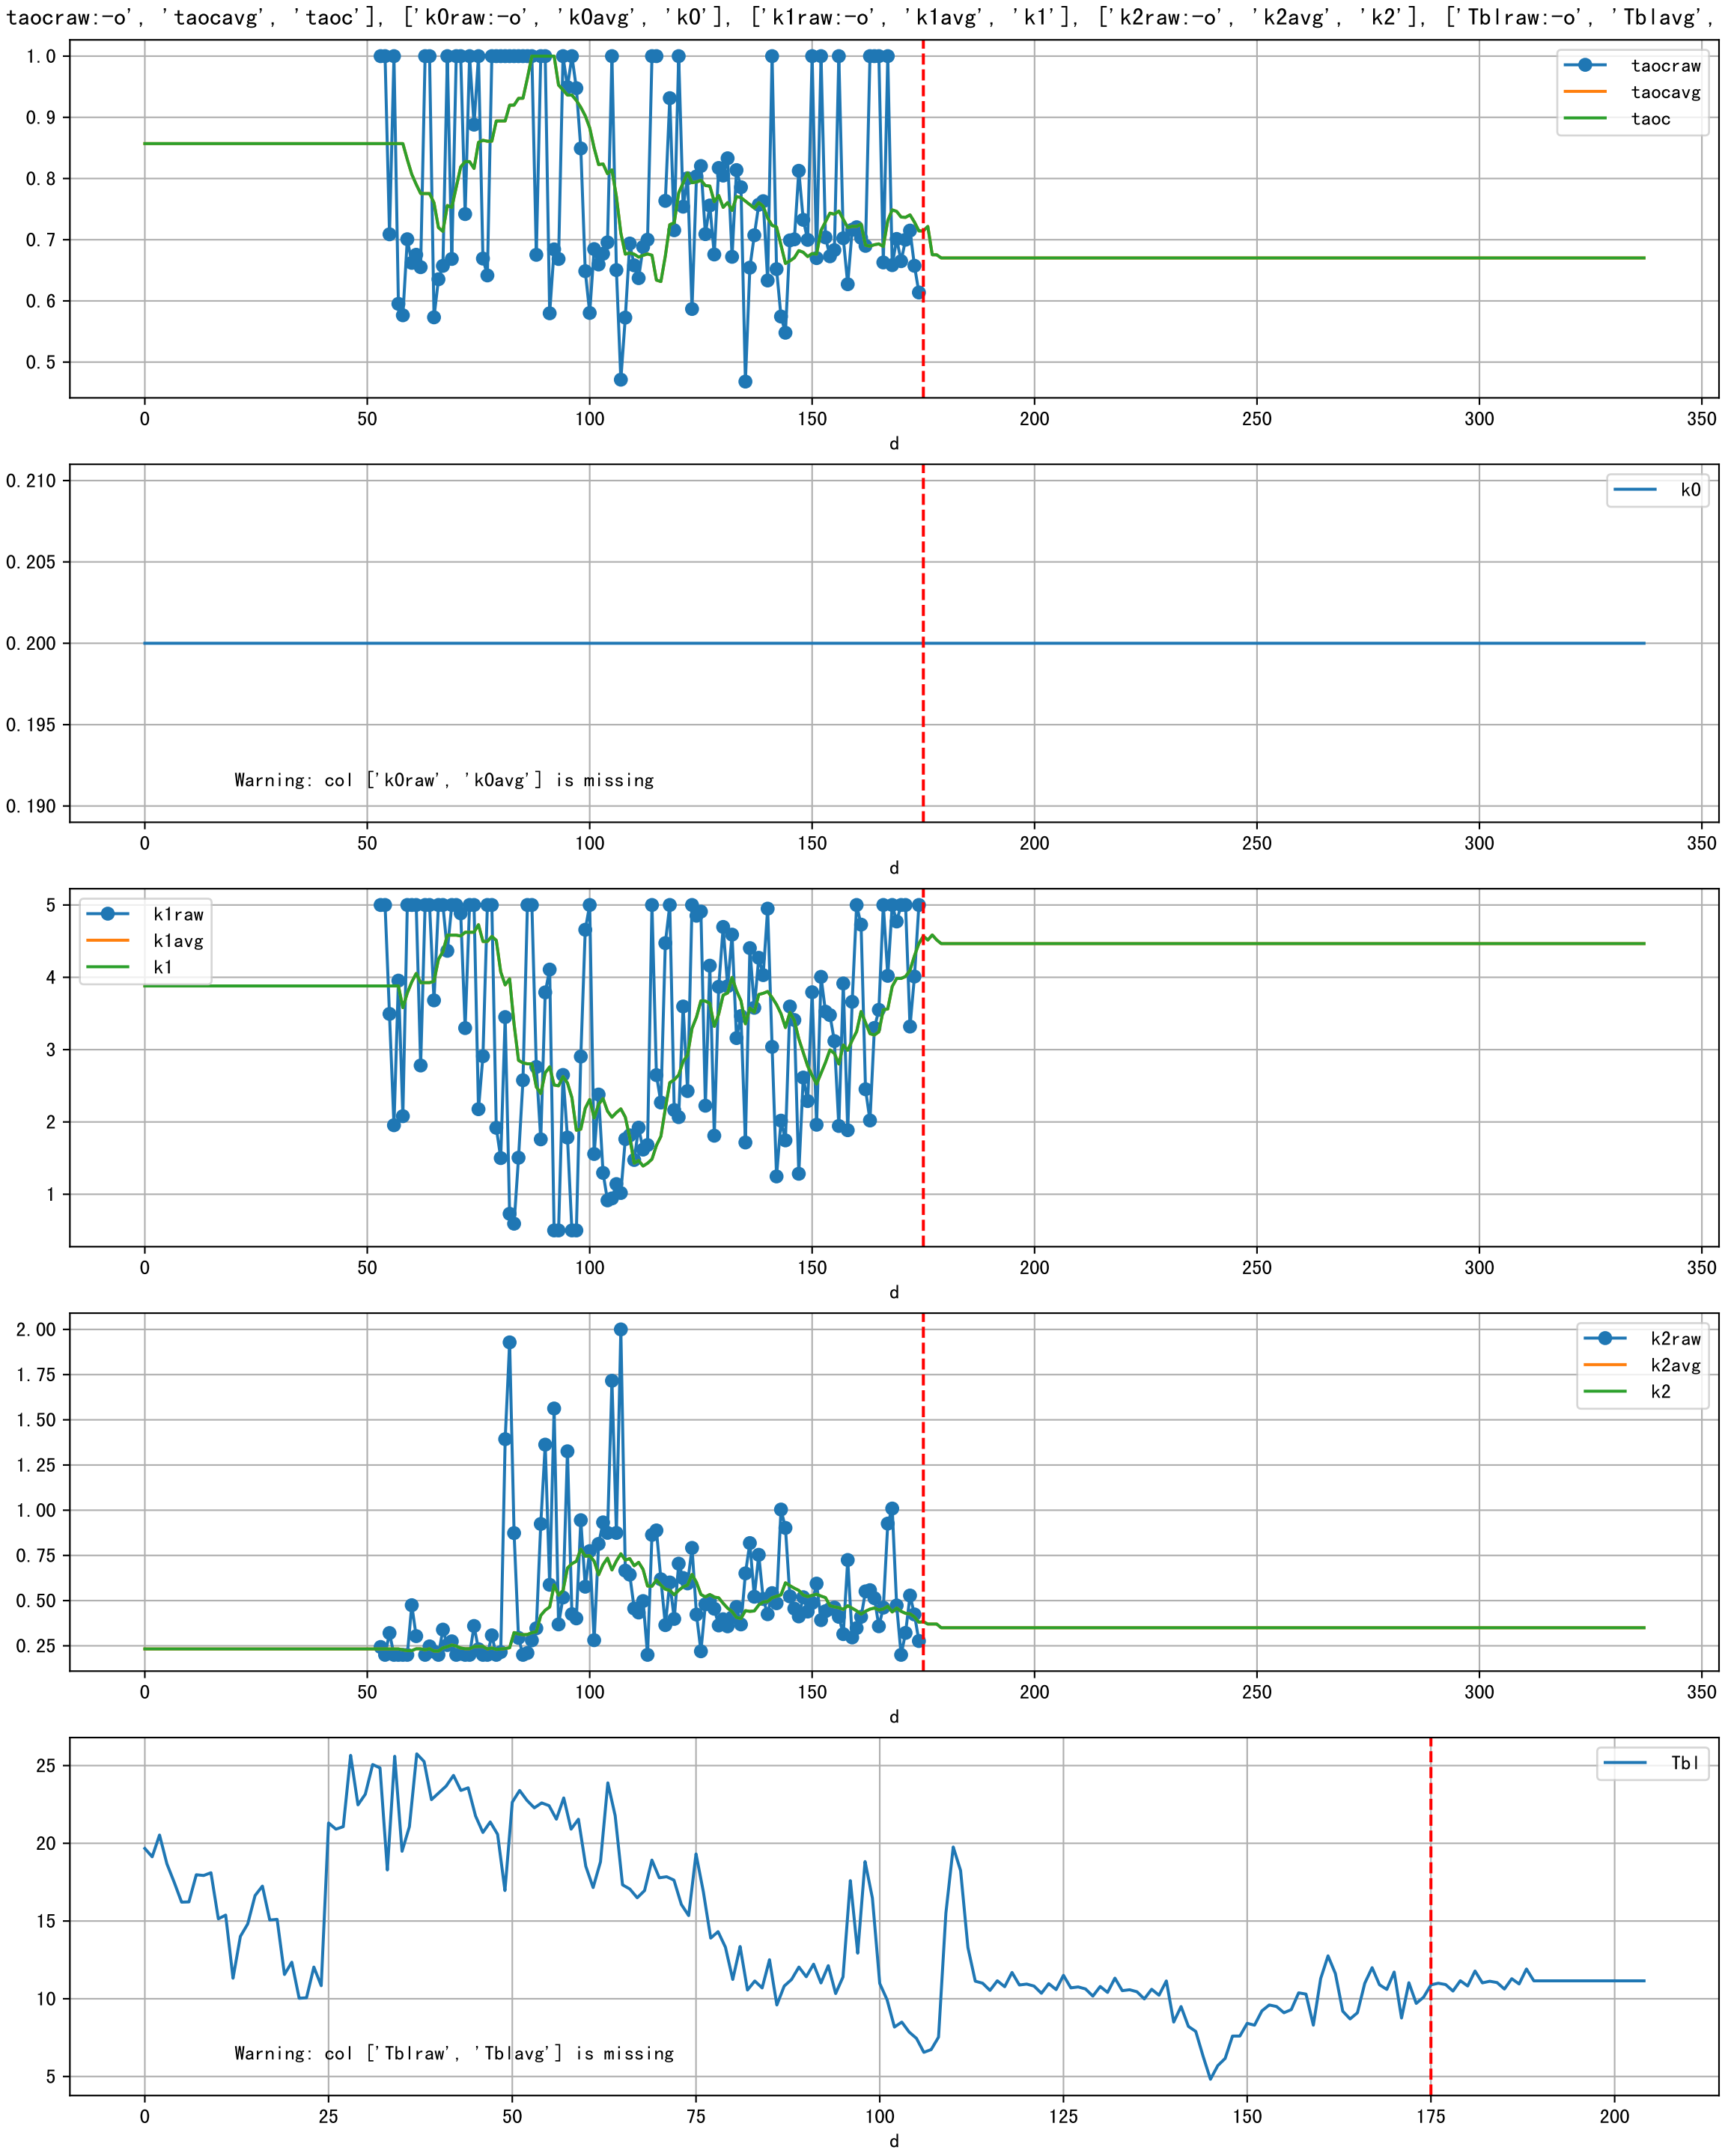 taocraw:-o', 'taocavg', 'taoc'], ['k0raw:-o', 'k0avg', 'k0'], ['k1raw:-o', 'k1avg', 'k1'], ['k2raw:-o', 'k2avg', 'k2'], ['Tblraw:-o', 'Tblavg',
1.0
0.9
0.8
0.7
0.6
0.5
taocraw
taocavg
taoc
0 50 100 150 200 250 300 350
d
0.210
0.205
0.200
0.195
0.190
k0
Warning: col ['k0raw', 'k0avg'] is missing
0 50 100 150 200 250 300 350
d
5
4
3
2
1
k1raw
k1avg
k1
0 50 100 150 200 250 300 350
d
2.00
1.75
1.50
1.25
1.00
0.75
0.50
0.25
k2raw
k2avg
k2
0 50 100 150 200 250 300 350
d
25
20
15
10
5
Tbl
Warning: col ['Tblraw', 'Tblavg'] is missing
0 25 50 75 100 125 150 175 200
d